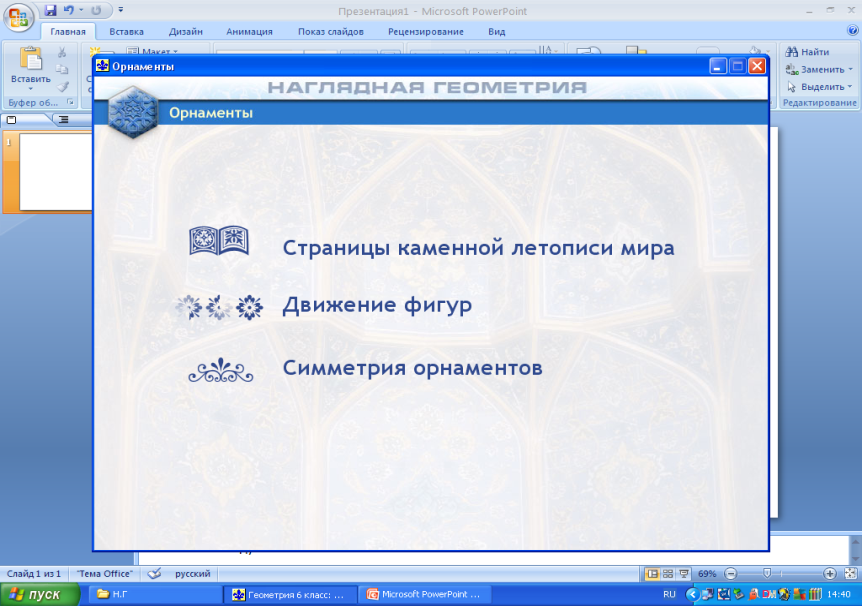 Презентация1 - Microsoft PowerPoint
Главная Вставка Дизайн Анимация Показ слайдов Рецензирование Вид
Вставить
Макет
Найти
Заменить
Выделить
Буфер об...
Редактирование
Орнаменты
НАГЛЯДНАЯ ГЕОМЕТРИЯ
Орнаменты
1
Страницы каменной летописи мира
Движение фигур
Симметрия орнаментов
Слайд 1 из 1 "Тема Office" русский 69%
пуск Н.Г Геометрия 6 класс: ... Microsoft PowerPoint ... RU 14:40